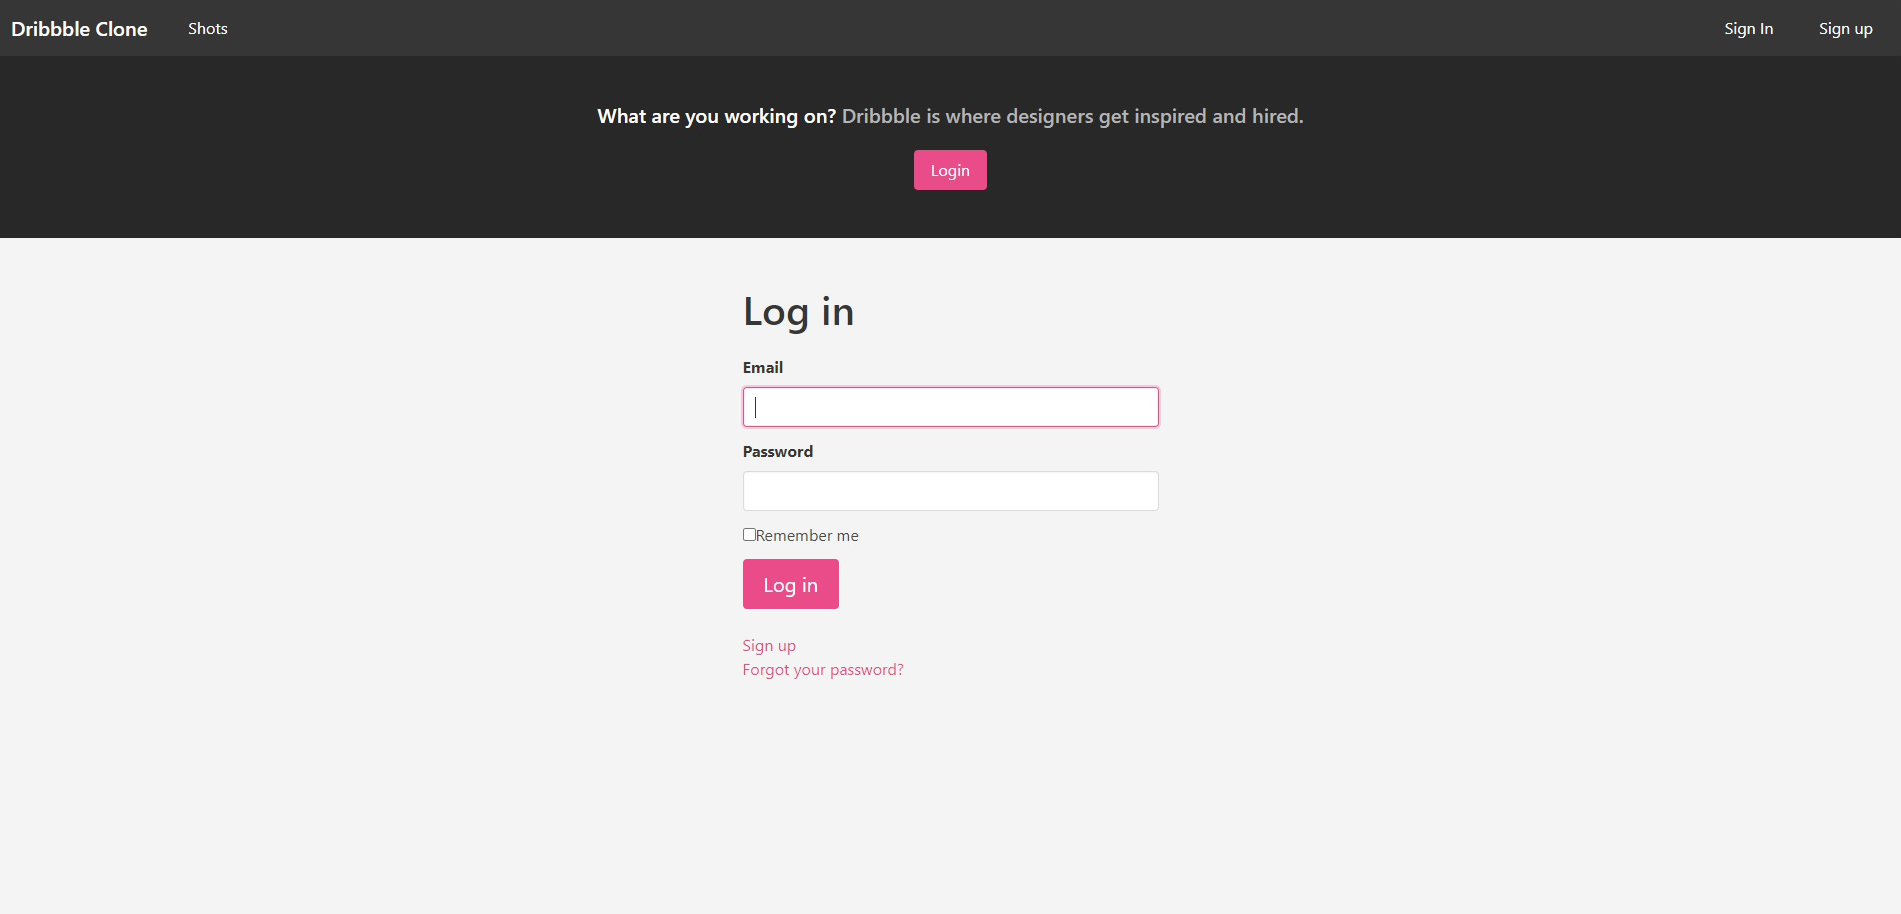 Dribbble Clone Shots Sign In Sign up
What are you working on? Dribbble is where designers get inspired and hired.
Login
Log in
Email
Password
Remember me
Log in
Sign up
Forgot your password?